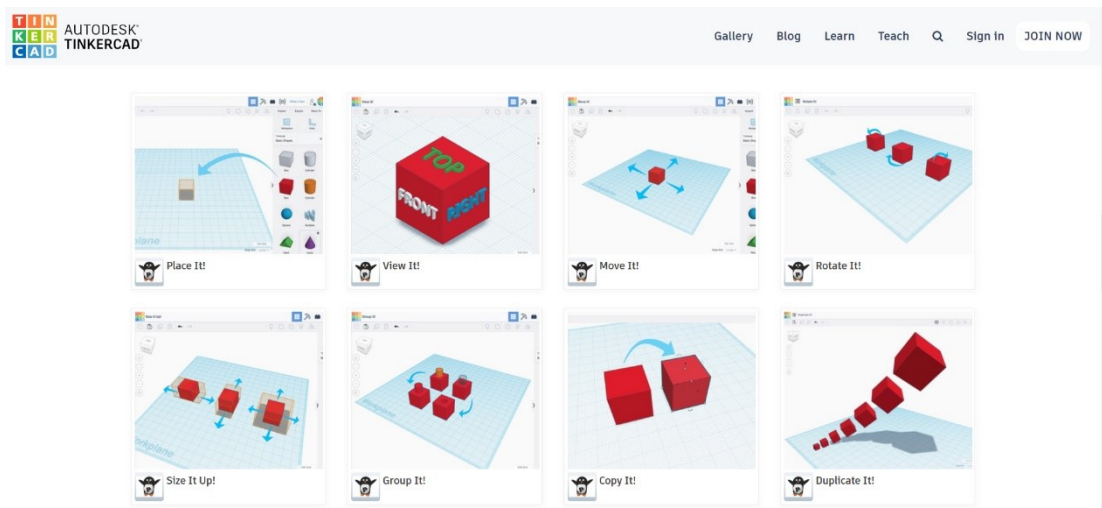 TIN
KER
CAD
AUTODESK®
TINKERCAD®
Gallery
Blog
Learn
Teach
Sign in
JOIN NOW
Place It!
TOP
FRONT
RIGHT
View It!
Move It!
Rotate It!
Size It Up!
Group It!
Copy It!
Duplicate It!